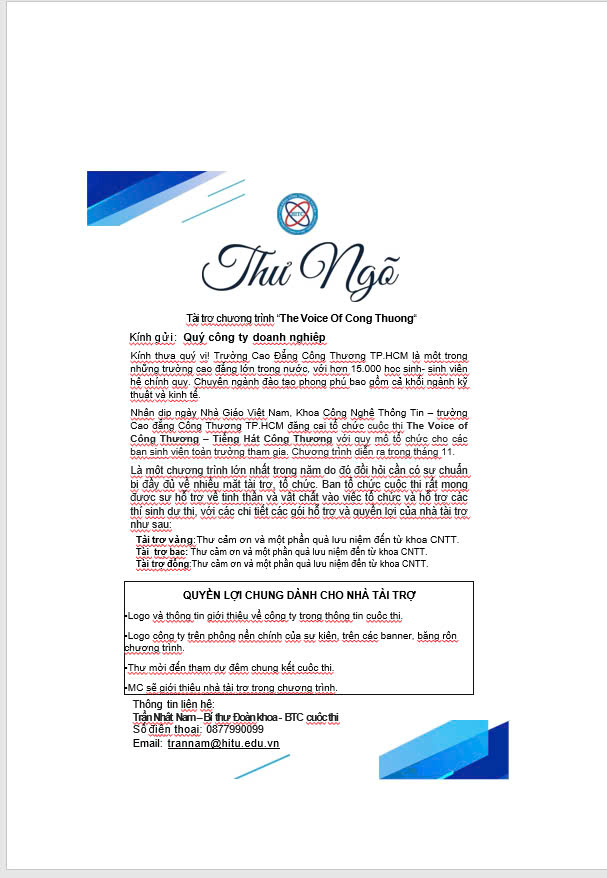 HITC
Thư Ngõ
Tài trợ chương trình “The Voice Of Cong Thuong“
Kính gửi: Quý công ty doanh nghiệp
Kính thưa quý vị! Trường Cao Đẳng Công Thương TP.HCM là một trong
những trường cao đẳng lớn trong nước, với hơn 15.000 học sinh- sinh viên
hệ chính quy. Chuyên ngành đào tạo phong phú bao gồm cả khối ngành kỹ
thuật và kinh tế.
Nhân dịp ngày Nhà Giáo Việt Nam, Khoa Công Nghệ Thông Tin – trường
Cao đẳng Công Thương TP.HCM đăng cai tổ chức cuộc thi The Voice of
Công Thương – Tiếng Hát Công Thương với quy mô tổ chức cho các
bạn sinh viên toàn trường tham gia. Chương trình diễn ra trong tháng 11.
Là một chương trình lớn nhất trong năm do đó đòi hỏi cần có sự chuẩn
bị đầy đủ về nhiều mặt tài trợ, tổ chức. Ban tổ chức cuộc thi rất mong
được sự hỗ trợ về tinh thần và vật chất vào việc tổ chức và hỗ trợ các
thí sinh dự thi, với các chi tiết các gói hỗ trợ và quyền lợi của nhà tài trợ
như sau:
Tài trợ vàng:Thư cảm ơn và một phần quà lưu niệm đến từ khoa CNTT.
Tài trợ bạc: Thư cảm ơn và một phần quà lưu niệm đến từ khoa CNTT.
Tài trợ đồng:Thư cảm ơn và một phần quà lưu niệm đến từ khoa CNTT.
QUYỀN LỢI CHUNG DÀNH CHO NHÀ TÀI TRỢ
•Logo và thông tin giới thiệu về công ty trong thông tin cuộc thi.
•Logo công ty trên phông nền chính của sự kiện, trên các banner, băng rôn
chương trình.
•Thư mời đến tham dự đêm chung kết cuộc thi.
•MC sẽ giới thiệu nhà tài trợ trong chương trình.
Thông tin liên hệ:
Trần Nhật Nam – Bí thư Đoàn khoa - BTC cuộc thi
Số điện thoại: 0877990099
Email: trannam@hitu.edu.vn